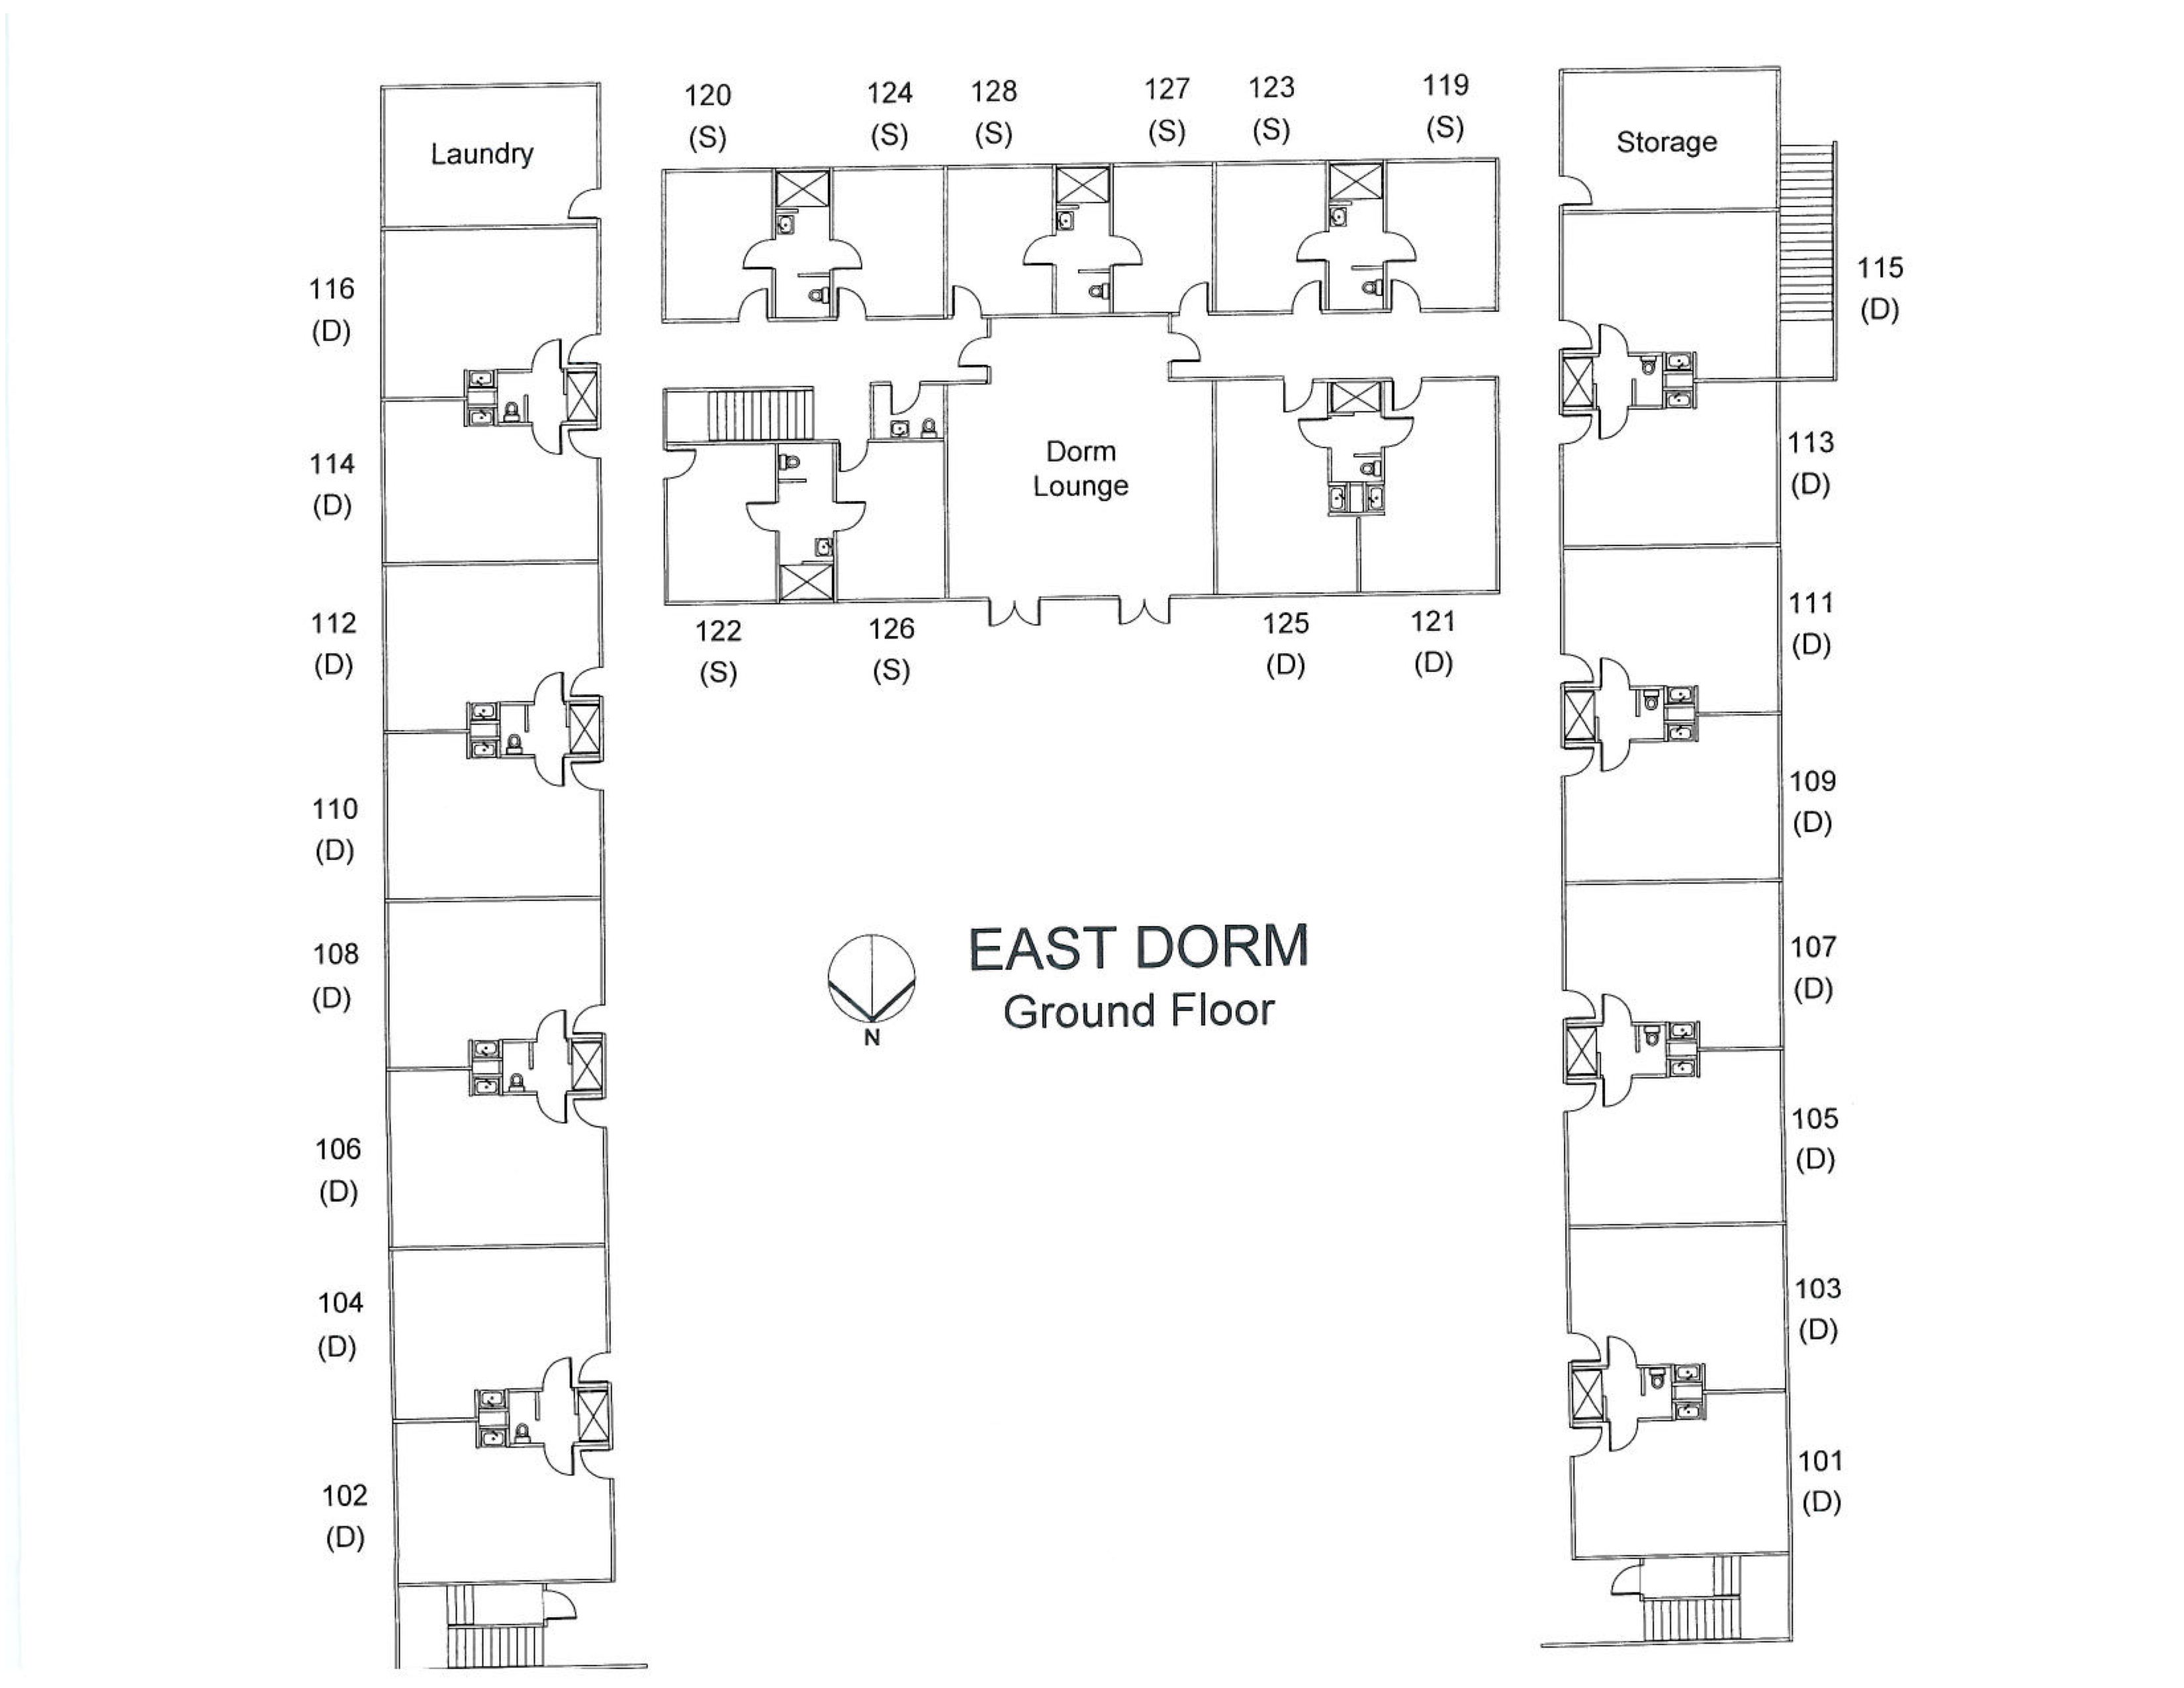 120 124 128 127 123 119
(S) (S) (S) (S) (S) (S)
Laundry
Storage
116
(D)
115
(D)
114
(D)
Dorm
Lounge
113
(D)
112
(D)
122
(S)
126
(S)
125
(D)
121
(D)
111
(D)
110
(D)
109
(D)
108
(D)
EAST DORM
Ground Floor
N
107
(D)
106
(D)
105
(D)
104
(D)
103
(D)
102
(D)
101
(D)